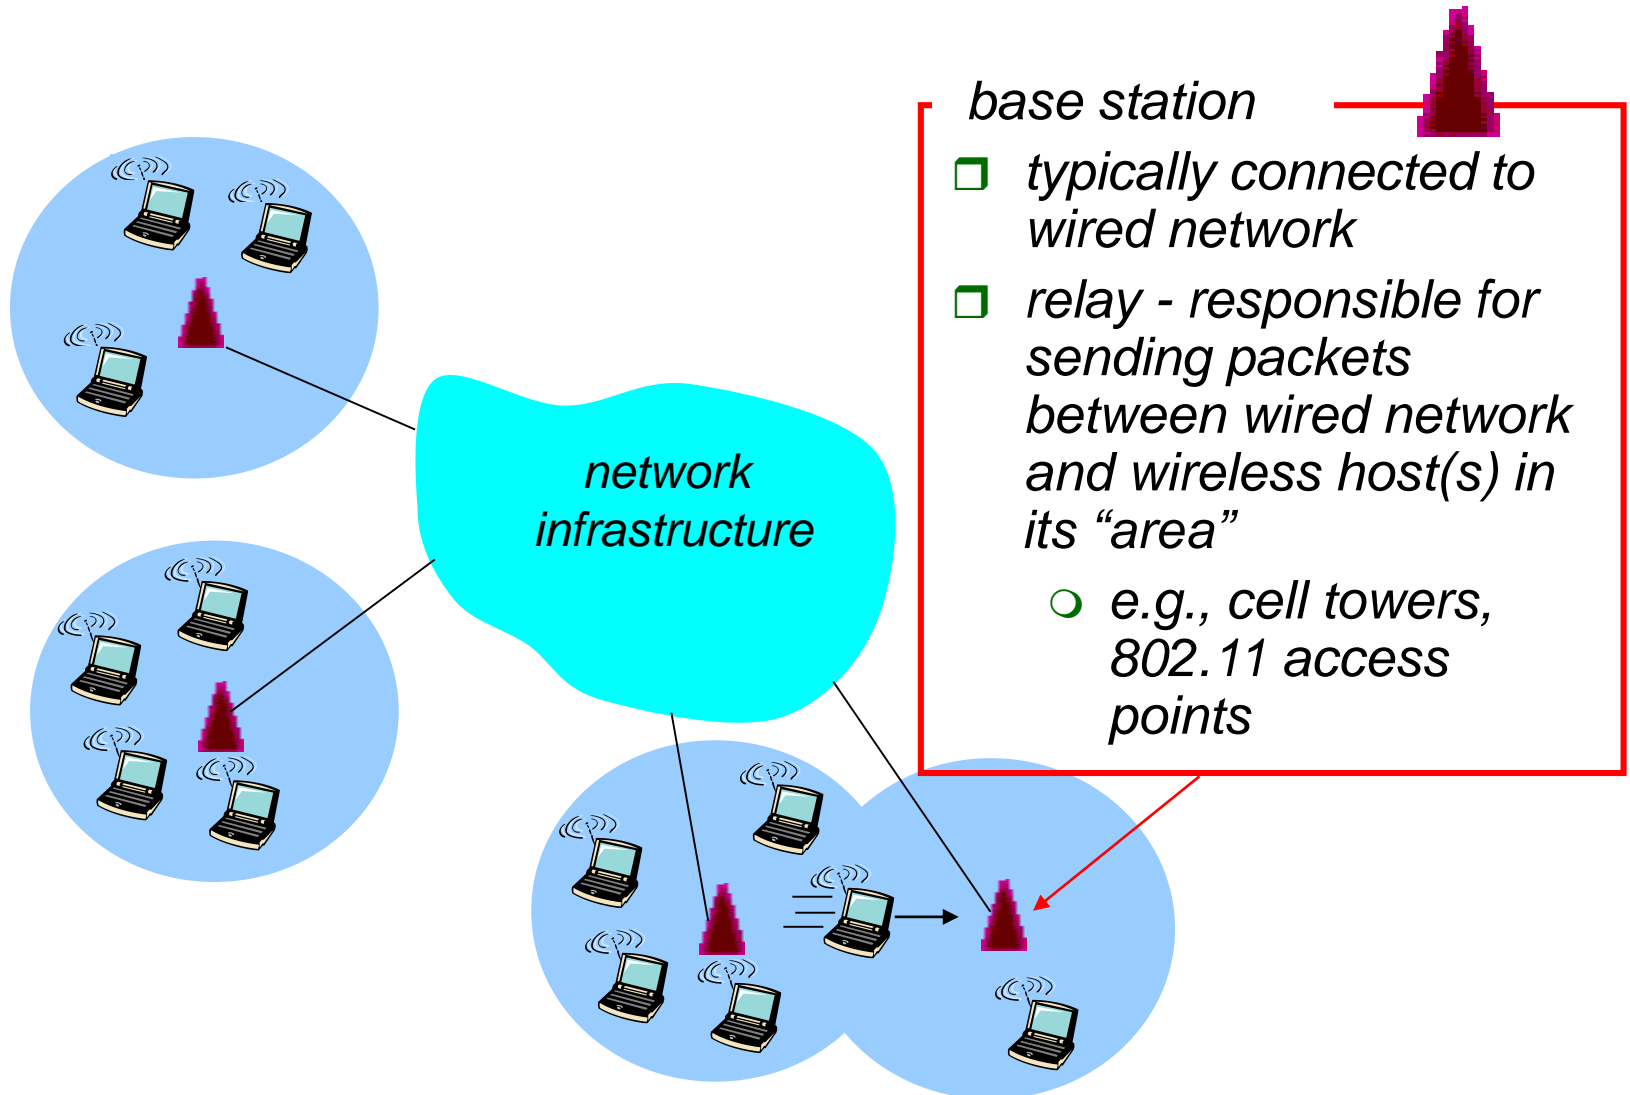 base station
typically connected to
wired network
relay - responsible for
sending packets
between wired network
and wireless host(s) in
its “area”
e.g., cell towers,
802.11 access
points
network
infrastructure